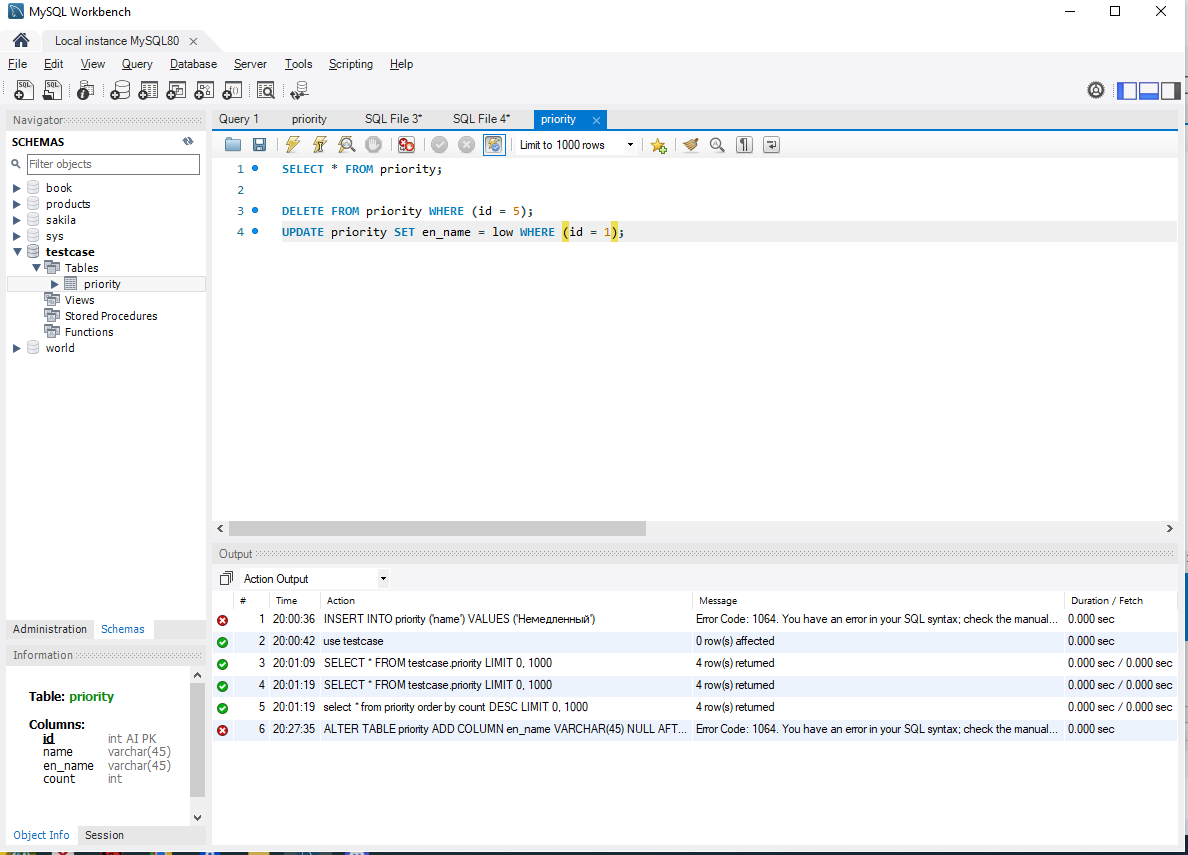 MySQL Workbench
Local instance MySQL80
File Edit View Query Database Server Tools Scripting Help
Navigator
SCHEMAS
Filter objects
book
products
sakila
sys
testcase
Tables
priority
Views
Stored Procedures
Functions
world
Administration Schemas
Information
Table: priority
Columns:
id int AI PK
name varchar(45)
en_name varchar(45)
count int
Object Info Session
Query 1 priority SQL File 3* SQL File 4* priority
Limit to 1000 rows
1 SELECT * FROM priority;
2
3 DELETE FROM priority WHERE (id = 5);
4 UPDATE priority SET en_name = low WHERE (id = 1);
Output
Action Output
# Time Action Message Duration / Fetch
1 20:00:36 INSERT INTO priority ('name') VALUES ('Немедленный') Error Code: 1064. You have an error in your SQL syntax; check the manual... 0.000 sec
2 20:00:42 use testcase 0 row(s) affected 0.000 sec
3 20:01:09 SELECT * FROM testcase.priority LIMIT 0, 1000 4 row(s) returned 0.000 sec / 0.000 sec
4 20:01:19 SELECT * FROM testcase.priority LIMIT 0, 1000 4 row(s) returned 0.000 sec / 0.000 sec
5 20:01:19 select * from priority order by count DESC LIMIT 0, 1000 4 row(s) returned 0.000 sec / 0.000 sec
6 20:27:35 ALTER TABLE priority ADD COLUMN en_name VARCHAR(45) NULL AFT... Error Code: 1064. You have an error in your SQL syntax; check the manual... 0.000 sec